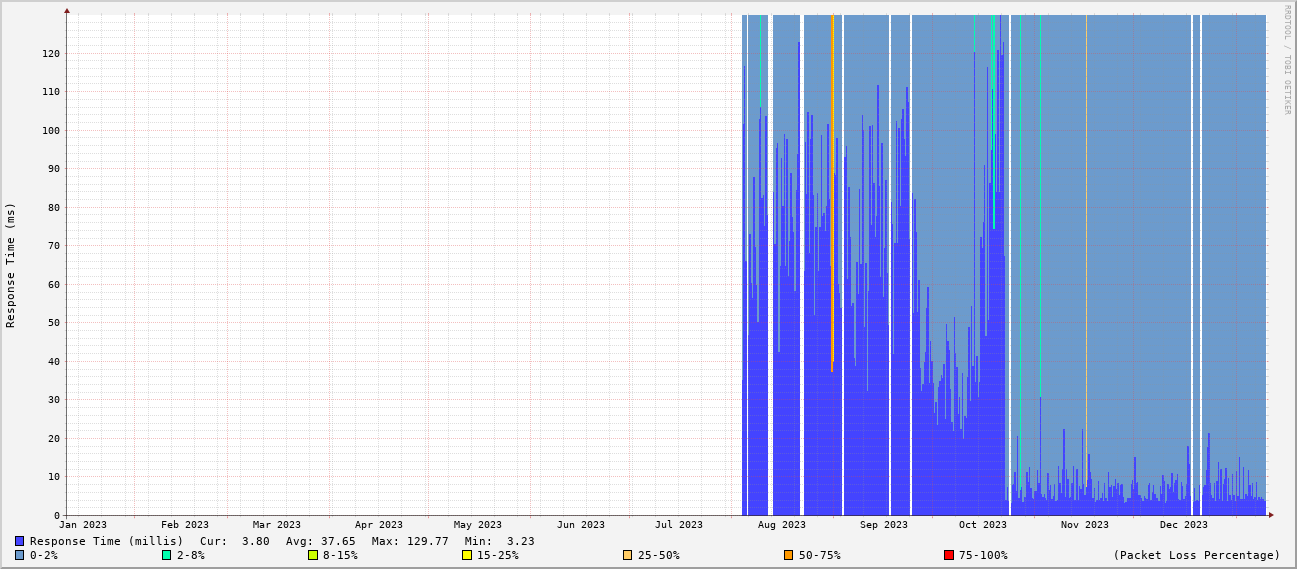 RRDTOOL / TOBI OETIKER
Response Time (ms)
120
110
100
90
80
70
60
50
40
30
20
10
0
Jan 2023 Feb 2023 Mar 2023 Apr 2023 May 2023 Jun 2023 Jul 2023 Aug 2023 Sep 2023 Oct 2023 Nov 2023 Dec 2023
Response Time (millis) Cur: 3.80 Avg: 37.65 Max: 129.77 Min: 3.23
0-2% 2-8% 8-15% 15-25% 25-50% 50-75% 75-100% (Packet Loss Percentage)